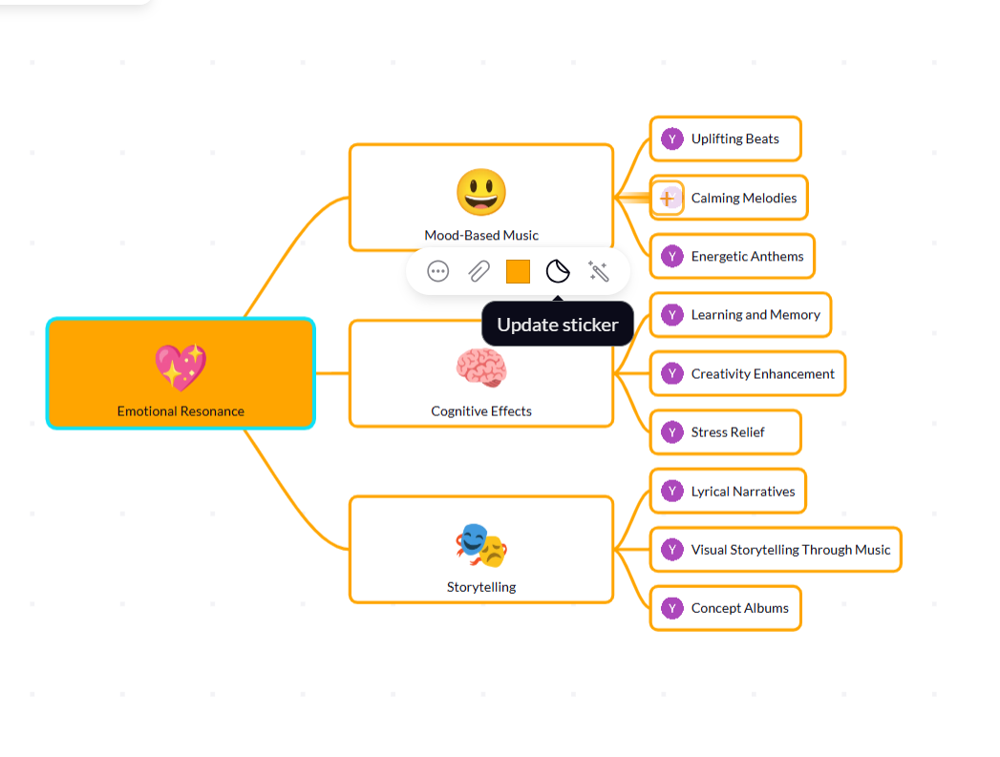 Y Uplifting Beats
Calming Melodies
Mood-Based Music
Y Energetic Anthems
Update sticker
Y Learning and Memory
Y Creativity Enhancement
Emotional Resonance
Cognitive Effects
Y Stress Relief
Y Lyrical Narratives
Y Visual Storytelling Through Music
Storytelling
Y Concept Albums